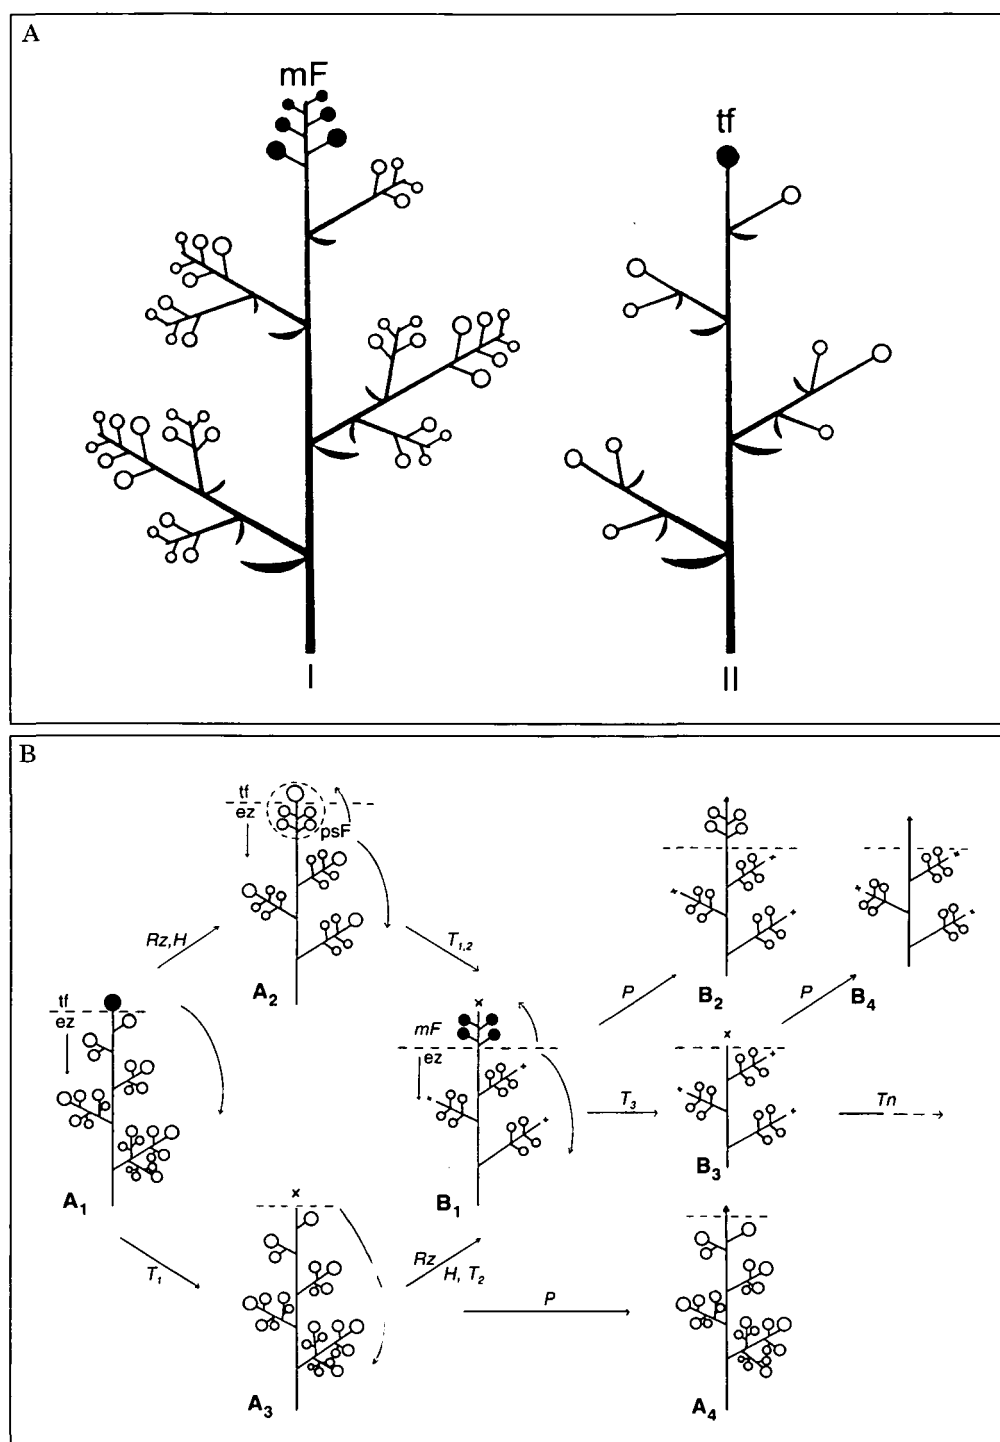 A
mF
tf
I
II
B
tf
ez
psF
Rz,H
T1,2
A2
P
B2
P
B4
tf
ez
A1
x
mF
ez
B1
T3
x
B3
Tn
T1
x
A3
Rz
H, T2
P
A4